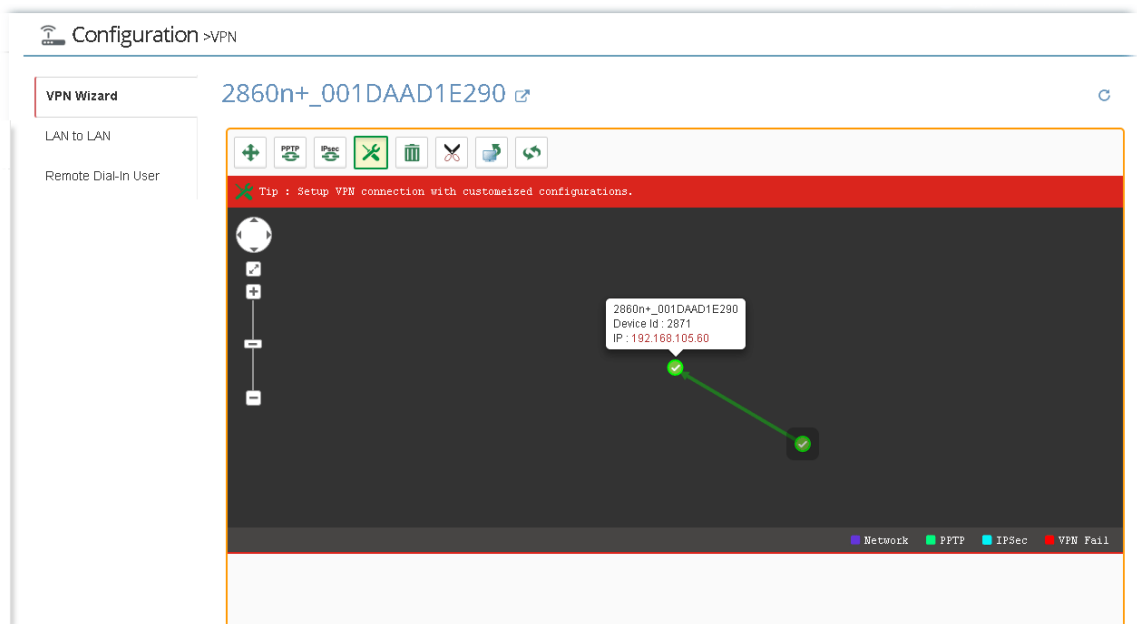 Configuration >VPN
VPN Wizard
LAN to LAN
Remote Dial-In User
2860n+_001DAAD1E290
PPTP
IPsec
Tip : Setup VPN connection with customeized configurations.
2860n+_001DAAD1E290
Device Id : 2871
IP : 192.168.105.60
Network
PPTP
IPSec
VPN Fail